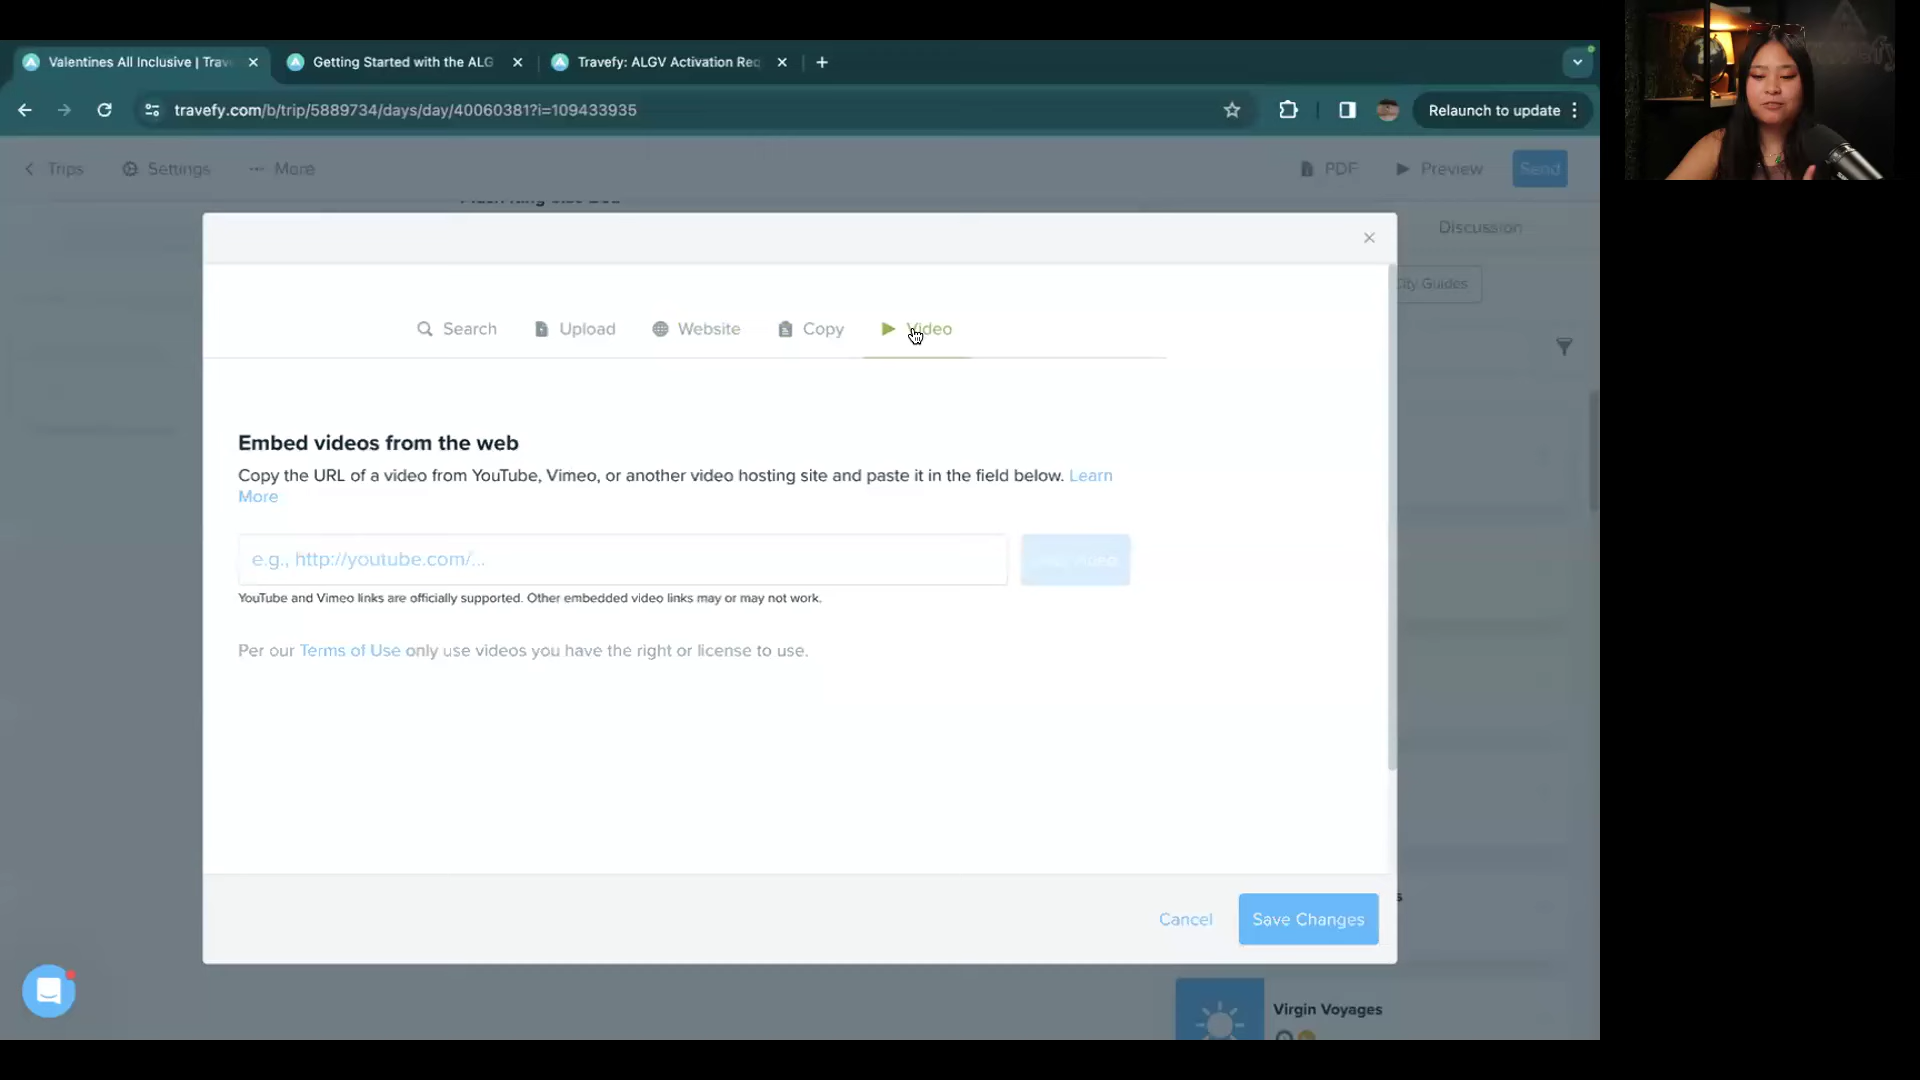 Valentines All Inclusive | Trav
Getting Started with the ALG
Travefy: ALGV Activation Req
travefy.com/b/trip/5889734/days/day/40060381?i=109433935
Relaunch to update
Trips
Settings
More
PDF
Preview
Send
Discussion
City Guides
Search
Upload
Website
Copy
Video
Embed videos from the web
Copy the URL of a video from YouTube, Vimeo, or another video hosting site and paste it in the field below. Learn
More
e.g., http://youtube.com/...
YouTube and Vimeo links are officially supported. Other embedded video links may or may not work.
Per our Terms of Use only use videos you have the right or license to use.
Cancel
Save Changes
Virgin Voyages